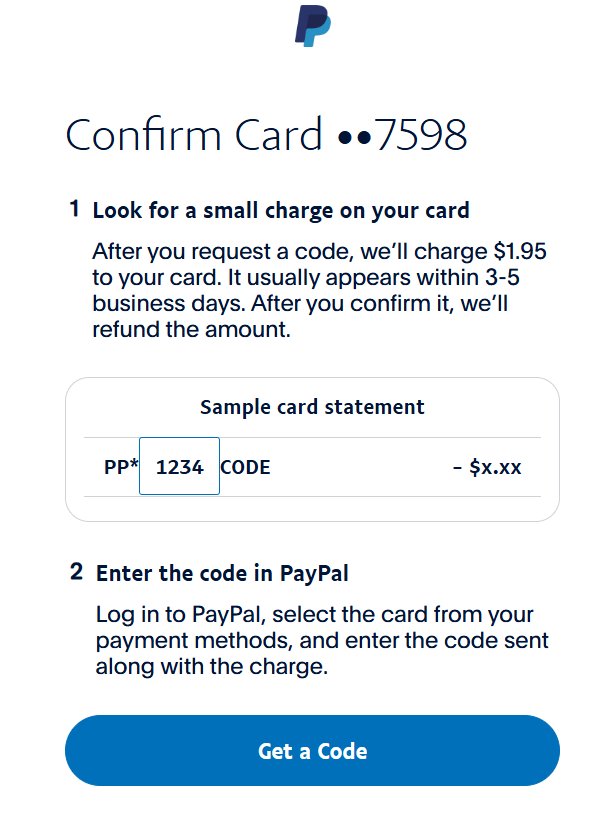 Confirm Card ••7598
1 Look for a small charge on your card
After you request a code, we’ll charge $1.95
to your card. It usually appears within 3-5
business days. After you confirm it, we’ll
refund the amount.
Sample card statement
PP* 1234 CODE - $x.xx
2 Enter the code in PayPal
Log in to PayPal, select the card from your
payment methods, and enter the code sent
along with the charge.
Get a Code